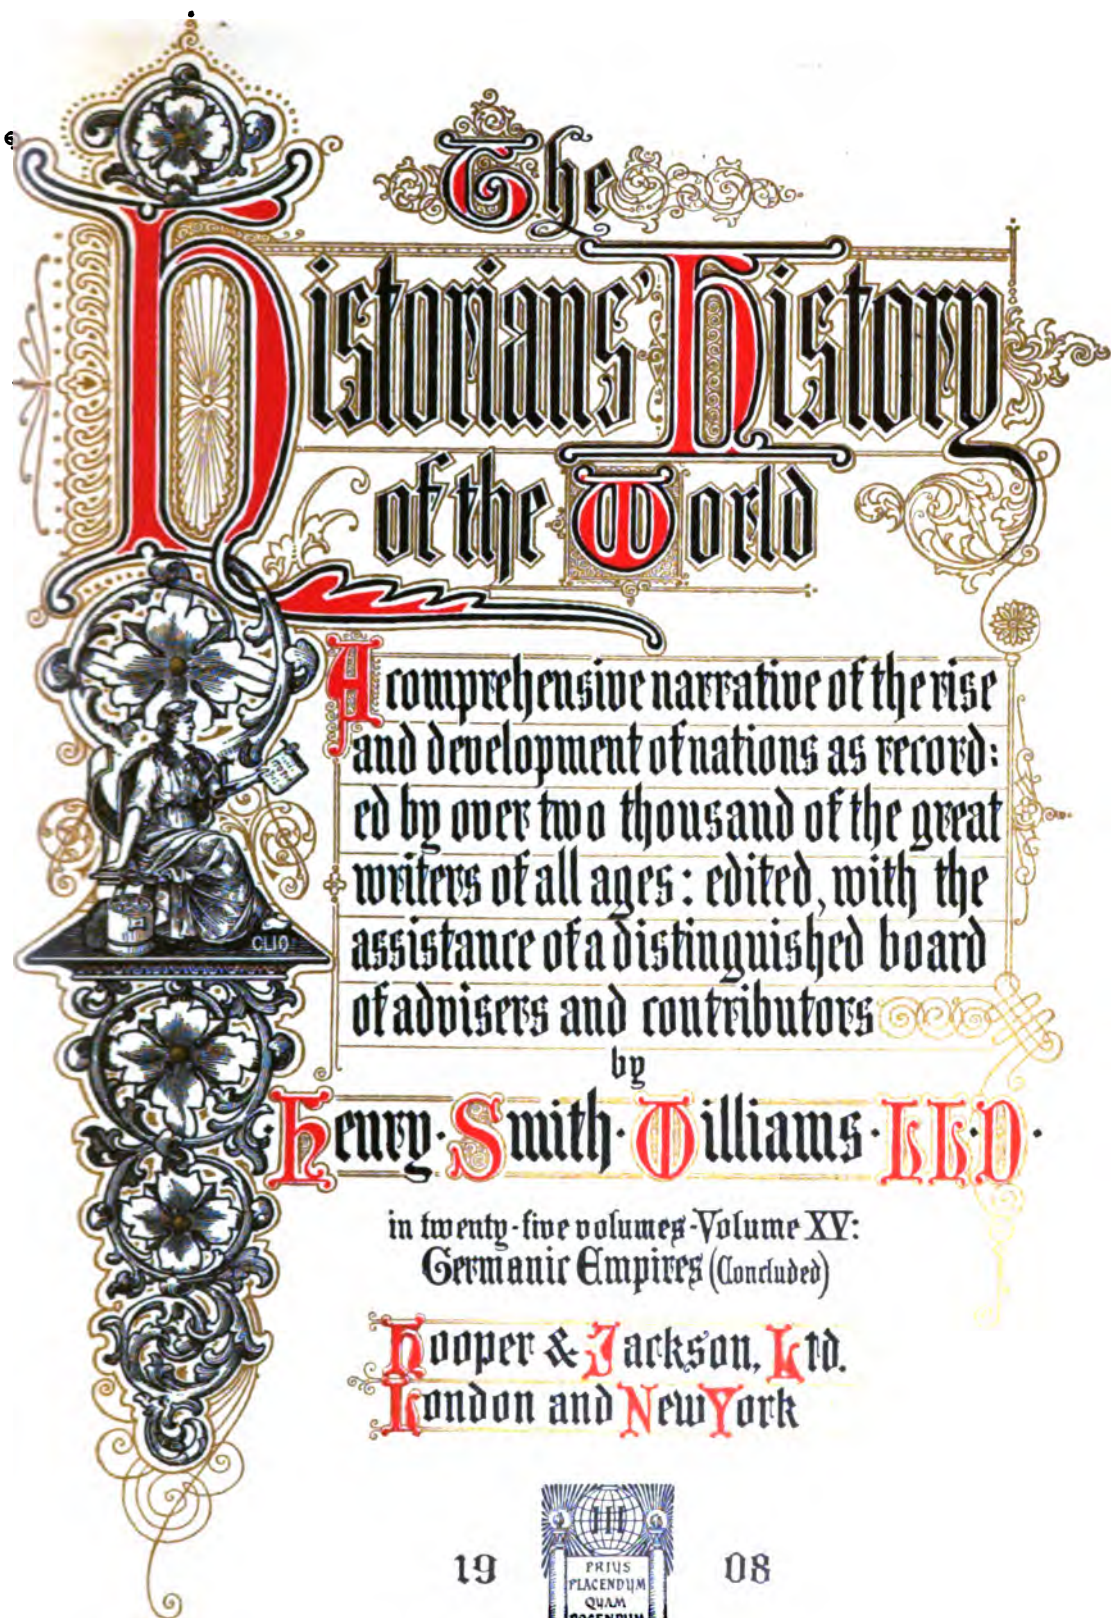 The
Historians' History
of the World
A comprehensive narrative of the rise
and development of nations as record:
ed by over two thousand of the great
writers of all ages: edited, with the
assistance of a distinguished board
of advisers and contributors
by
Henry · Smith · Williams · LL·D ·
in twenty-five volumes-Volume XV:
Germanic Empires (Concluded)
Hooper & Jackson, Ltd.
London and New York
CLIO
PRIUS
PLACENDUM
QUAM
DOCENDUM
19 08